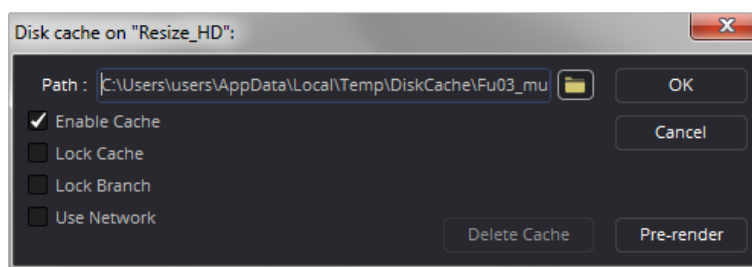 Disk cache on "Resize_HD":
Path : C:\Users\users\AppData\Local\Temp\DiskCache\Fu03_mu
OK
Enable Cache
Cancel
Lock Cache
Lock Branch
Use Network
Delete Cache
Pre-render